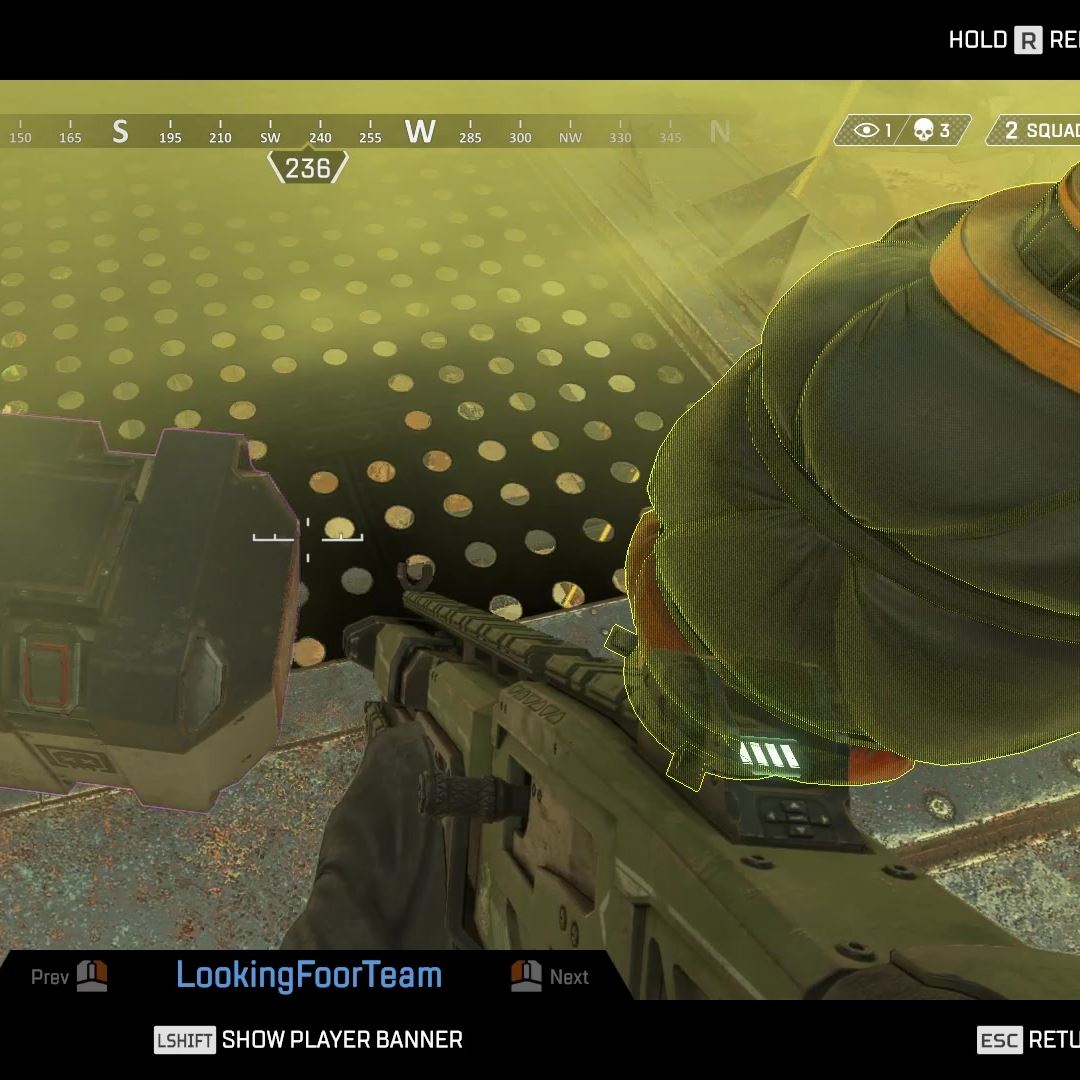 HOLD R RE
150 165 S 195 210 SW 240 255 W 285 300 NW 330 345 N
236
1 3
2 SQUAD
Prev LookingFoorTeam Next
LSHIFT SHOW PLAYER BANNER
ESC RETU